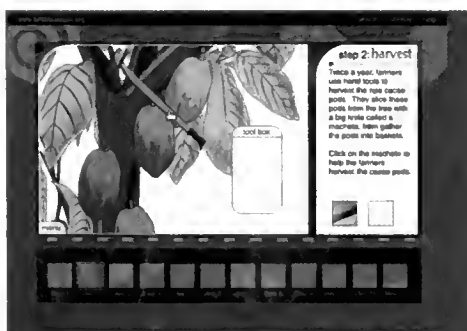 step 2: harvest
Twice a year, farmers
use hand tools to
harvest the ripe cacao
pods. They slice these
pods from the tree with
a big knife called a
machete, then gather
the pods into baskets.
Click on the machete to
help the farmers
harvest the cacao pods.
tool box